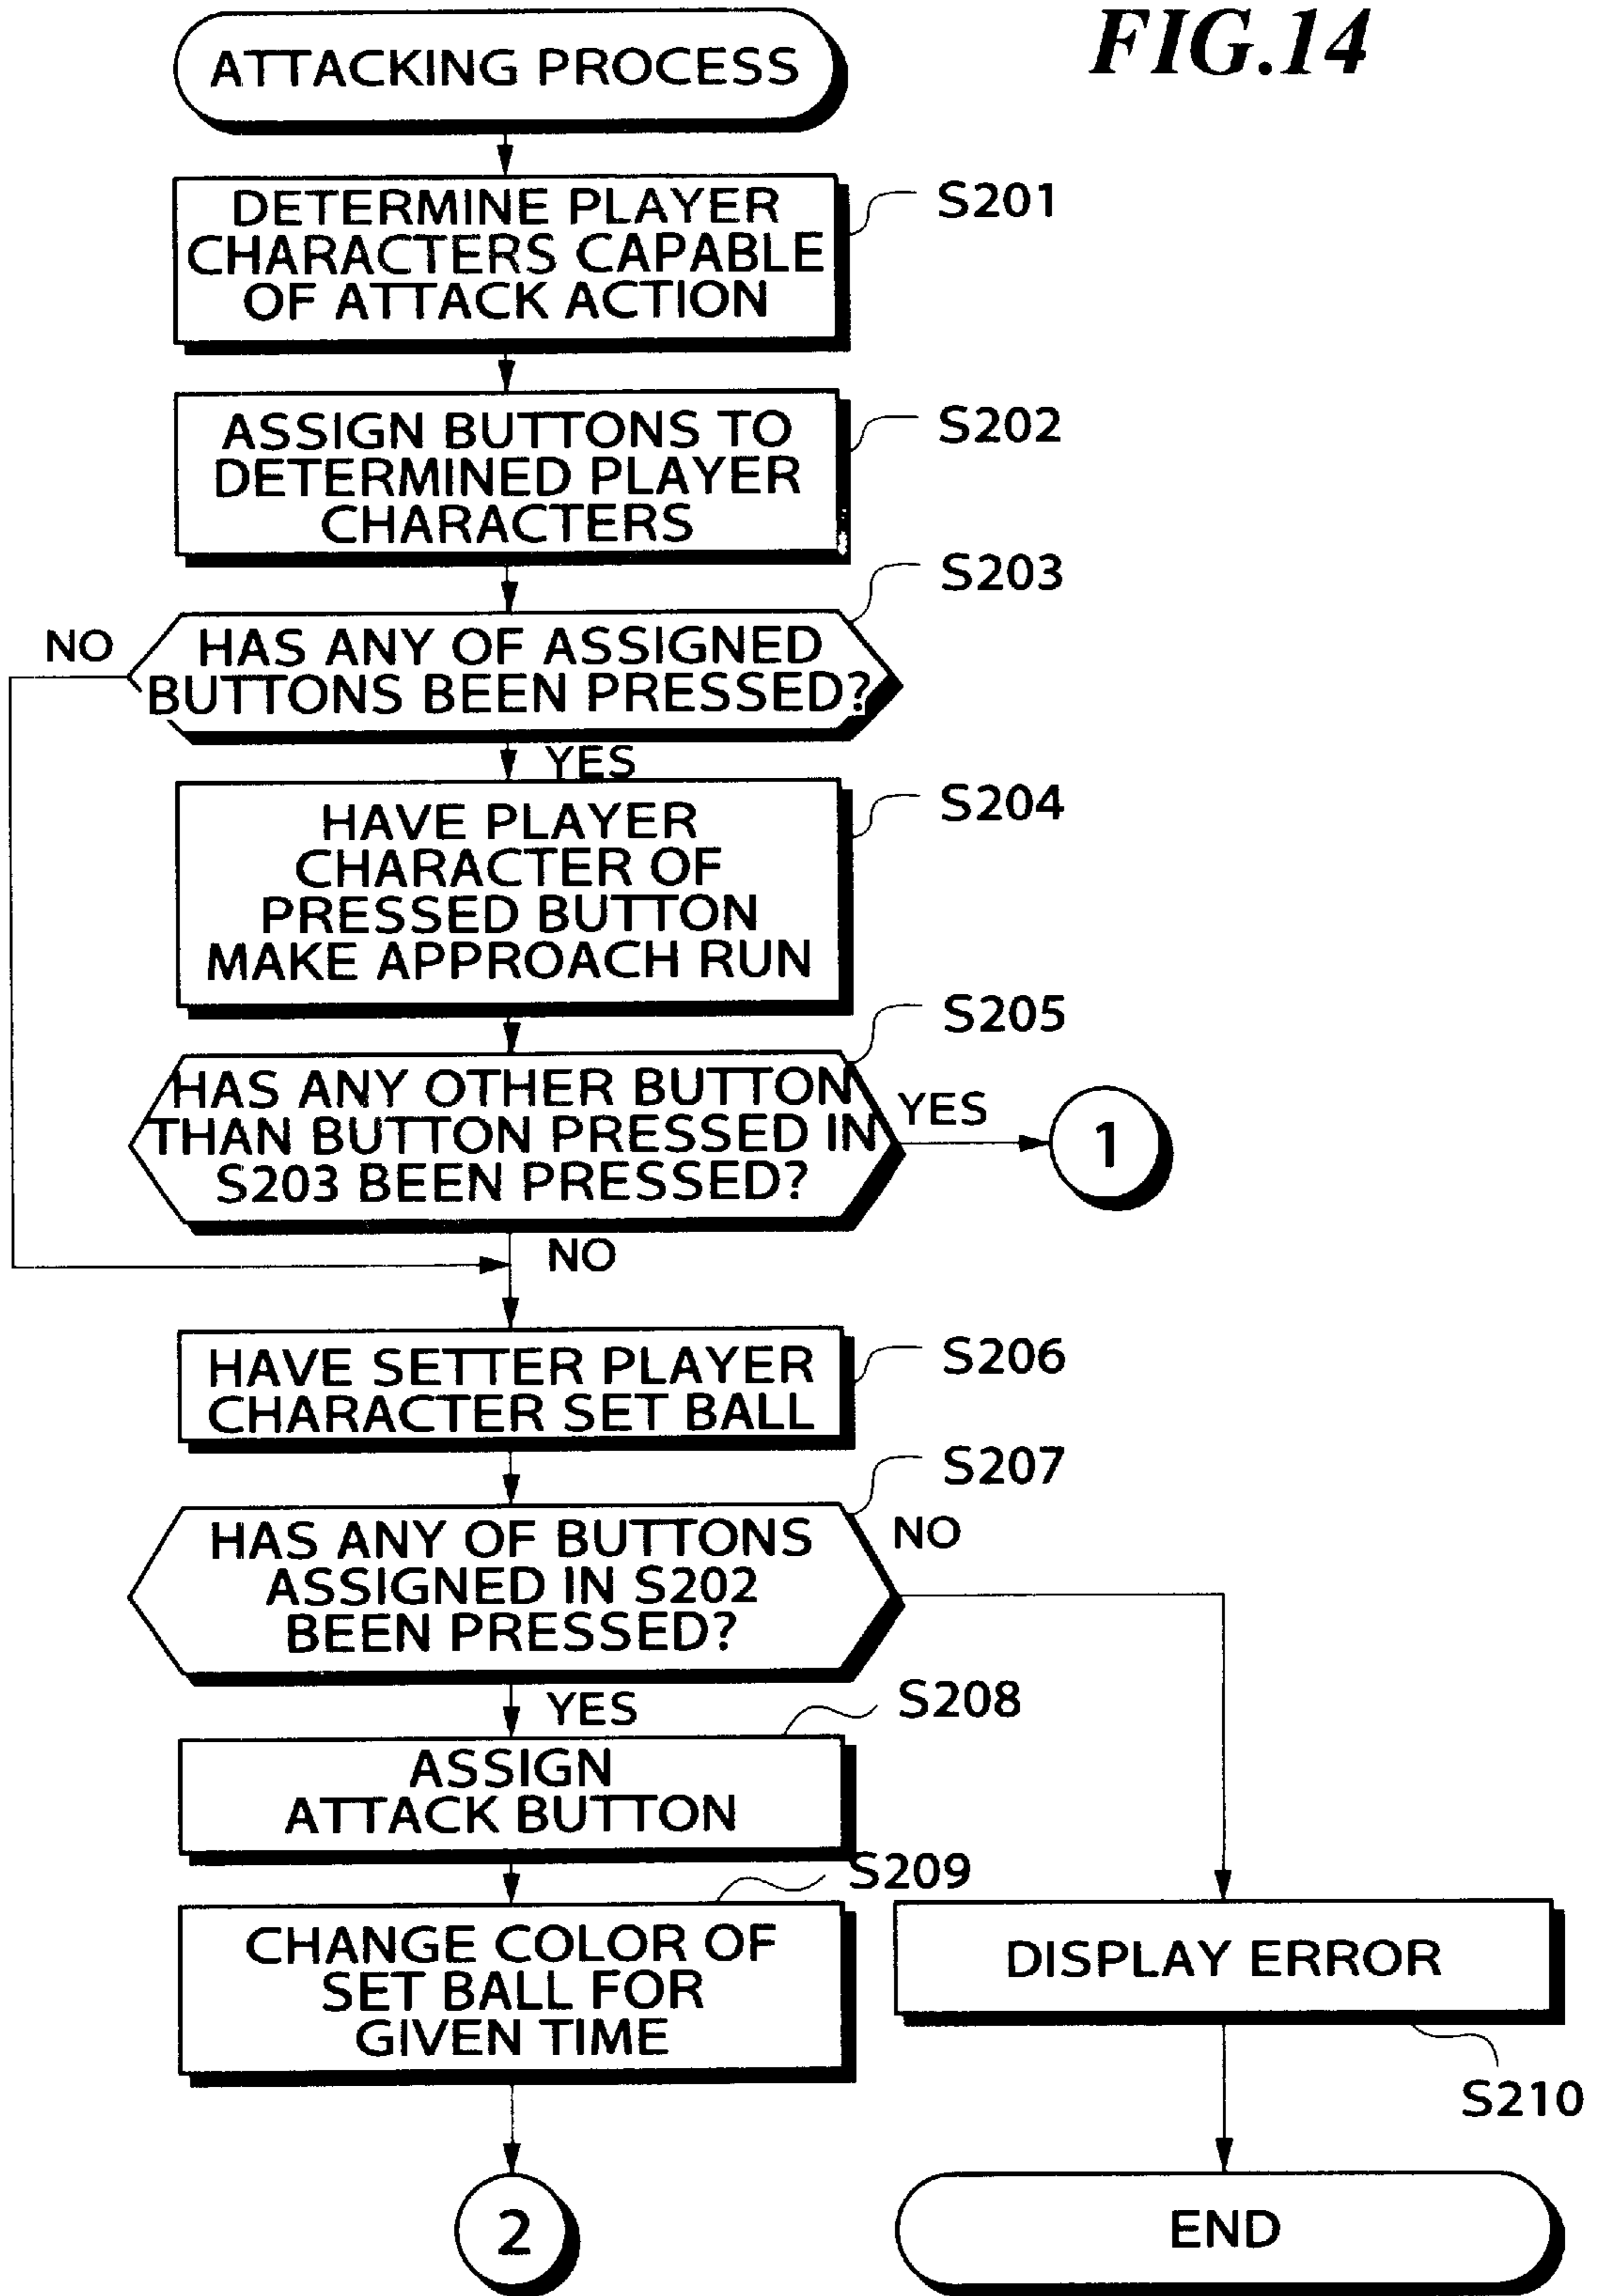 FIG.14
ATTACKING PROCESS
DETERMINE PLAYER
CHARACTERS CAPABLE
OF ATTACK ACTION
S201
ASSIGN BUTTONS TO
DETERMINED PLAYER
CHARACTERS
S202
S203
NO
HAS ANY OF ASSIGNED
BUTTONS BEEN PRESSED?
YES
HAVE PLAYER
CHARACTER OF
PRESSED BUTTON
MAKE APPROACH RUN
S204
S205
HAS ANY OTHER BUTTON
THAN BUTTON PRESSED IN
S203 BEEN PRESSED?
YES
1
NO
HAVE SETTER PLAYER
CHARACTER SET BALL
S206
S207
HAS ANY OF BUTTONS
ASSIGNED IN S202
BEEN PRESSED?
NO
YES
S208
ASSIGN
ATTACK BUTTON
S209
CHANGE COLOR OF
SET BALL FOR
GIVEN TIME
DISPLAY ERROR
S210
2
END